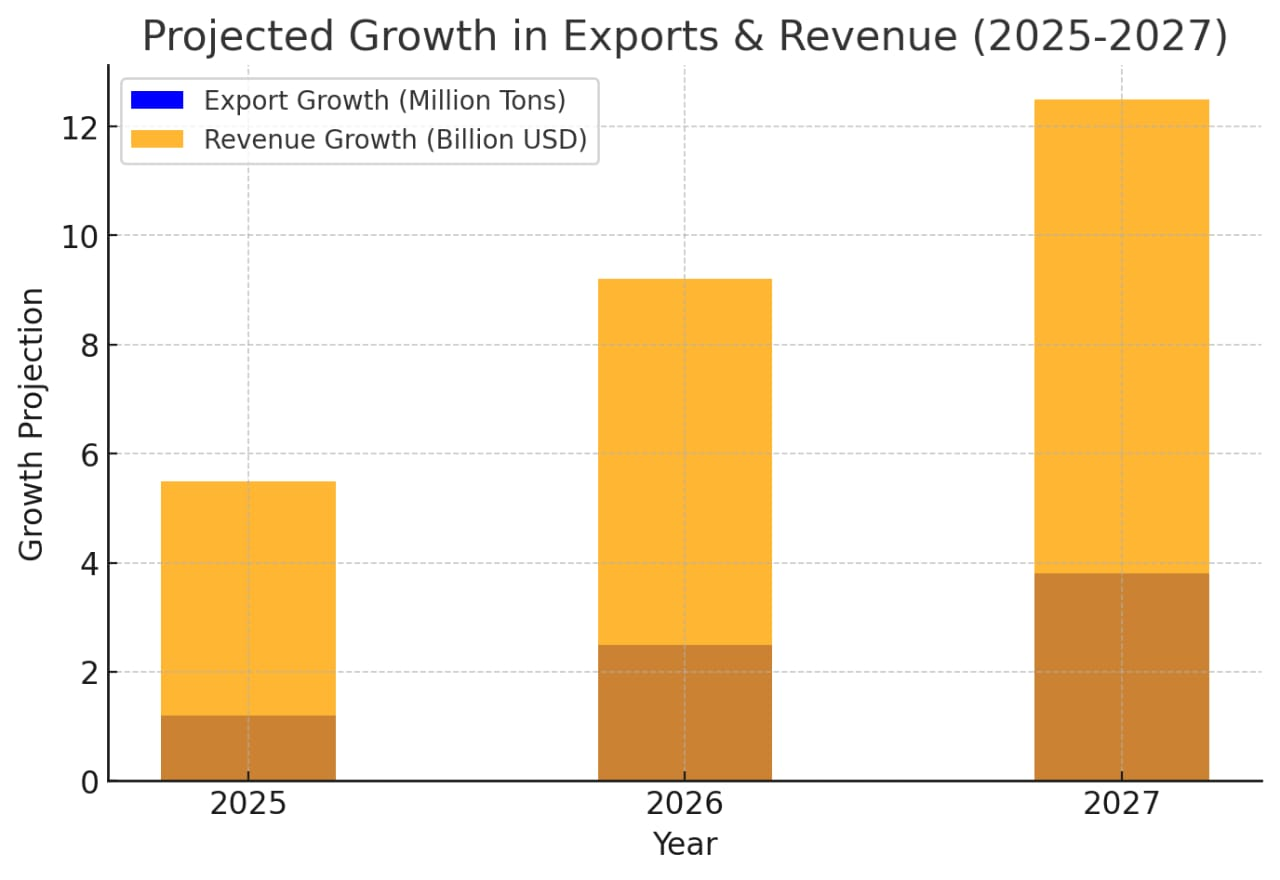 Projected Growth in Exports & Revenue (2025-2027)
Export Growth (Million Tons)
Revenue Growth (Billion USD)
12
10
8
6
4
2
0
Growth Projection
2025
2026
2027
Year